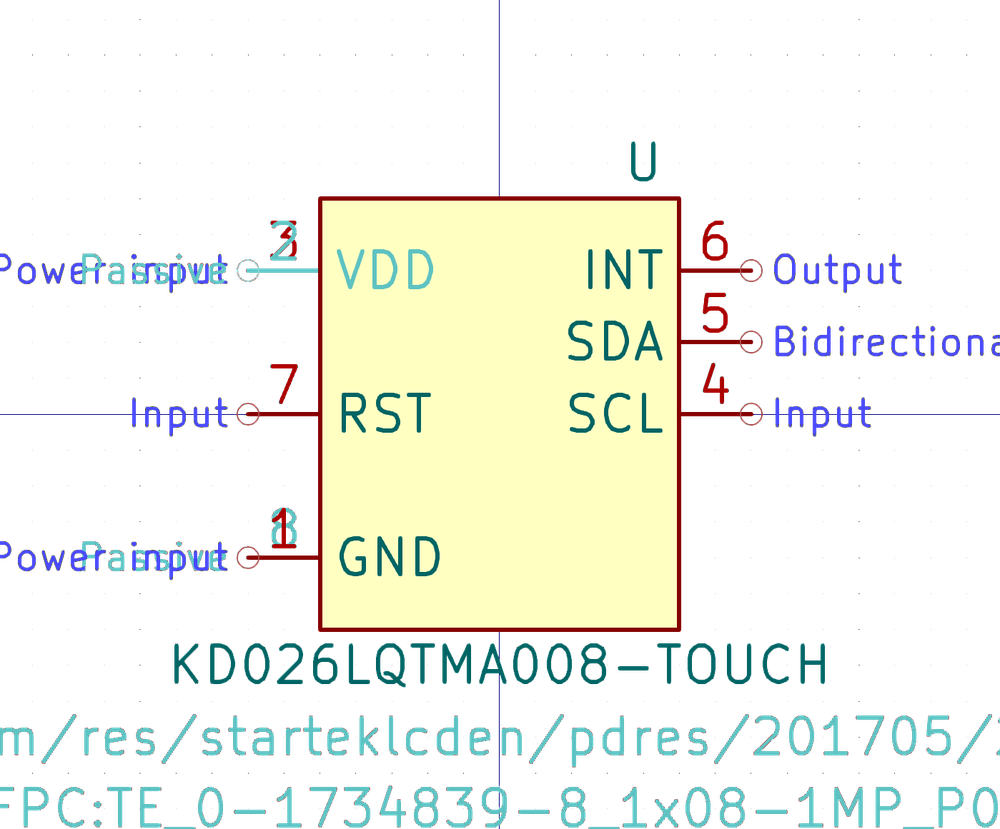 U
3 2 6
Power input Passive VDD INT Output
5
SDA Bidirectiona
7 4
Input RST SCL Input
1 8
Power input Passive GND
KD026LQTMA008-TOUCH
m/res/starteklcden/pdres/201705/2
FPC:TE_0-1734839-8_1x08-1MP_P0